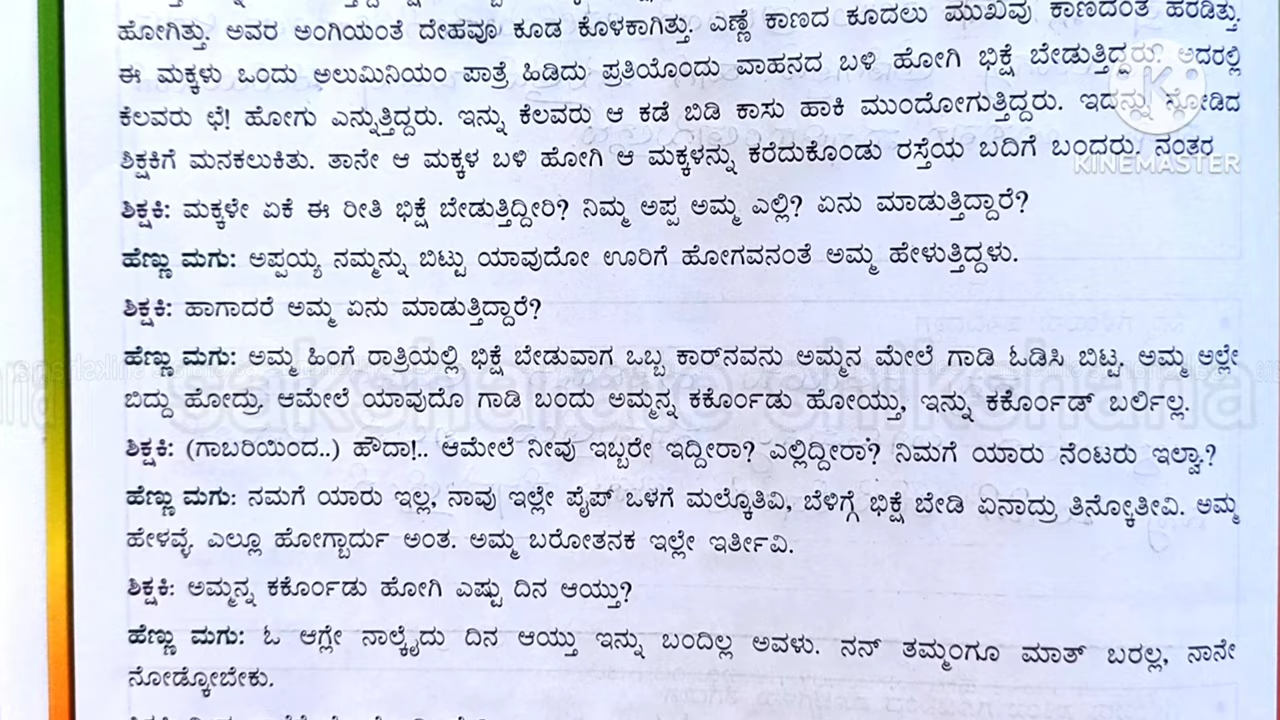 ಹೋಗಿತ್ತು. ಅವರ ಅಂಗಿಯಂತೆ ದೇಹವೂ ಕೂಡ ಕೊಳಕಾಗಿತ್ತು. ಎಣ್ಣೆ ಕಾಣದ ಕೂದಲು ಮುಖವು ಕಾಣದಂತೆ ಹರಡಿತ್ತು.
ಈ ಮಕ್ಕಳು ಒಂದು ಅಲುಮಿನಿಯಂ ಪಾತ್ರೆ ಹಿಡಿದು ಪ್ರತಿಯೊಂದು ವಾಹನದ ಬಳಿ ಹೋಗಿ ಭಿಕ್ಷೆ ಬೇಡುತ್ತಿದ್ದರು. ಅದರಲ್ಲಿ
ಕೆಲವರು ಛೆ! ಹೋಗು ಎನ್ನುತ್ತಿದ್ದರು. ಇನ್ನು ಕೆಲವರು ಆ ಕಡೆ ಬಿಡಿ ಕಾಸು ಹಾಕಿ ಮುಂದೋಗುತ್ತಿದ್ದರು. ಇದನ್ನು ನೋಡಿದ
ಶಿಕ್ಷಕಿಗೆ ಮನಕಲುಕಿತು. ತಾನೇ ಆ ಮಕ್ಕಳ ಬಳಿ ಹೋಗಿ ಆ ಮಕ್ಕಳನ್ನು ಕರೆದುಕೊಂಡು ರಸ್ತೆಯ ಬದಿಗೆ ಬಂದರು. ನಂತರ
KINEMASTER
ಶಿಕ್ಷಕಿ: ಮಕ್ಕಳೇ ಏಕೆ ಈ ರೀತಿ ಭಿಕ್ಷೆ ಬೇಡುತ್ತಿದ್ದೀರಿ? ನಿಮ್ಮ ಅಪ್ಪ ಅಮ್ಮ ಎಲ್ಲಿ? ಏನು ಮಾಡುತ್ತಿದ್ದಾರೆ?
ಹೆಣ್ಣು ಮಗು: ಅಪ್ಪಯ್ಯ ನಮ್ಮನ್ನು ಬಿಟ್ಟು ಯಾವುದೋ ಊರಿಗೆ ಹೋಗವನಂತೆ ಅಮ್ಮ ಹೇಳುತ್ತಿದ್ದಳು.
ಶಿಕ್ಷಕಿ: ಹಾಗಾದರೆ ಅಮ್ಮ ಏನು ಮಾಡುತ್ತಿದ್ದಾರೆ?
ಹೆಣ್ಣು ಮಗು: ಅಮ್ಮ ಹಿಂಗೆ ರಾತ್ರಿಯಲ್ಲಿ ಭಿಕ್ಷೆ ಬೇಡುವಾಗ ಒಬ್ಬ ಕಾರ್‌ನವನು ಅಮ್ಮನ ಮೇಲೆ ಗಾಡಿ ಓಡಿಸಿ ಬಿಟ್ಟ. ಅಮ್ಮ ಅಲ್ಲೇ
ಬಿದ್ದು ಹೋದ್ರು. ಆಮೇಲೆ ಯಾವುದೊ ಗಾಡಿ ಬಂದು ಅಮ್ಮನ್ನ ಕರ್ಕೊಂಡು ಹೋಯ್ತು, ಇನ್ನು ಕರ್ಕೊಂಡ್ ಬರ್ಲಿಲ್ಲ.
ಶಿಕ್ಷಕಿ: (ಗಾಬರಿಯಿಂದ..) ಹೌದಾ!.. ಆಮೇಲೆ ನೀವು ಇಬ್ಬರೇ ಇದ್ದೀರಾ? ಎಲ್ಲಿದ್ದೀರಾ? ನಿಮಗೆ ಯಾರು ನೆಂಟರು ಇಲ್ವಾ.?
ಹೆಣ್ಣು ಮಗು: ನಮಗೆ ಯಾರು ಇಲ್ಲ, ನಾವು ಇಲ್ಲೇ ಪೈಪ್ ಒಳಗೆ ಮಲ್ಕೊತಿವಿ, ಬೆಳಿಗ್ಗೆ ಭಿಕ್ಷೆ ಬೇಡಿ ಏನಾದ್ರು ತಿನ್ಕೋತೀವಿ. ಅಮ್ಮ
ಹೇಳವ್ಳೆ. ಎಲ್ಲೂ ಹೋಗ್ಬಾರ್ದು ಅಂತ. ಅಮ್ಮ ಬರೋತನಕ ಇಲ್ಲೇ ಇರ್ತೀವಿ.
ಶಿಕ್ಷಕಿ: ಅಮ್ಮನ್ನ ಕರ್ಕೊಂಡು ಹೋಗಿ ಎಷ್ಟು ದಿನ ಆಯ್ತು?
ಹೆಣ್ಣು ಮಗು: ಓ ಆಗ್ಲೇ ನಾಲ್ಕೈದು ದಿನ ಆಯ್ತು ಇನ್ನು ಬಂದಿಲ್ಲ ಅವಳು. ನನ್ ತಮ್ಮಂಗೂ ಮಾತ್ ಬರಲ್ಲ, ನಾನೇ
ನೋಡ್ಕೋಬೇಕು.